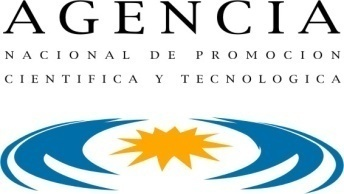 AGENCIA
NACIONAL DE PROMOCION
CIENTIFICA Y TECNOLOGICA